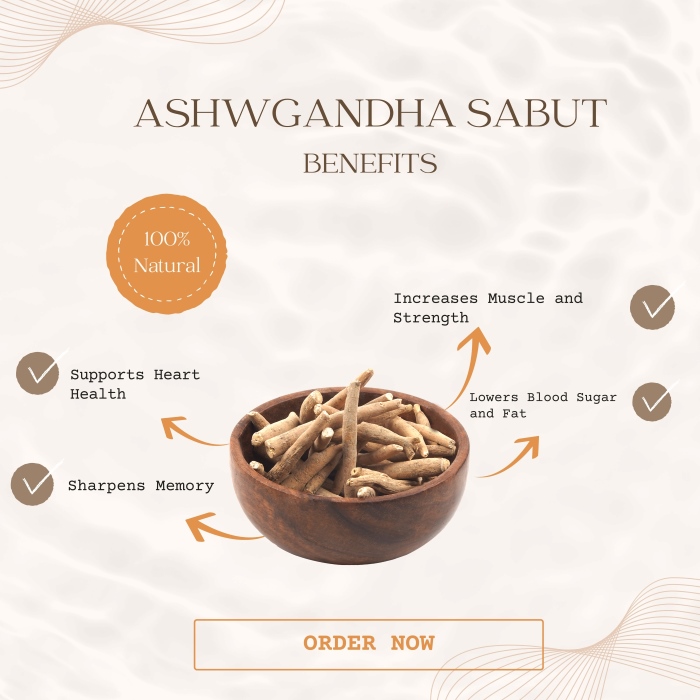 ASHWGANDHA SABUT
BENEFITS
100%
Natural
Increases Muscle and
Strength
Supports Heart
Health
Lowers Blood Sugar
and Fat
Sharpens Memory
ORDER NOW